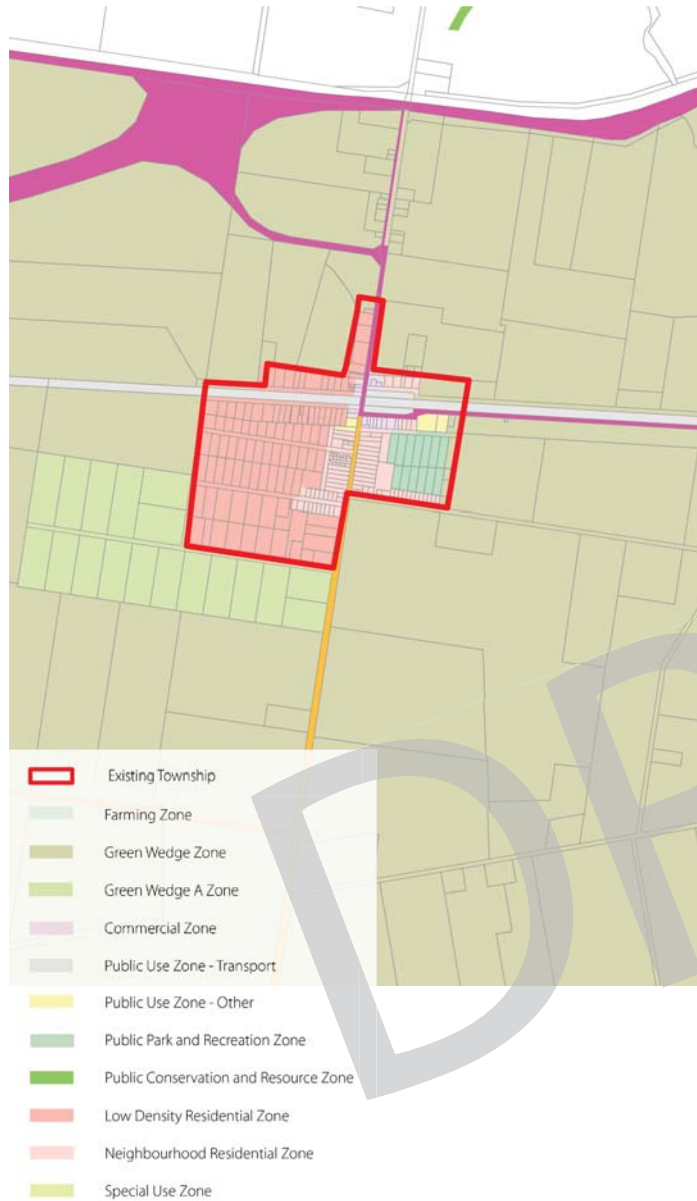 Existing Township
Farming Zone
Green Wedge Zone
Green Wedge A Zone
Commercial Zone
Public Use Zone - Transport
Public Use Zone - Other
Public Park and Recreation Zone
Public Conservation and Resource Zone
Low Density Residential Zone
Neighbourhood Residential Zone
Special Use Zone